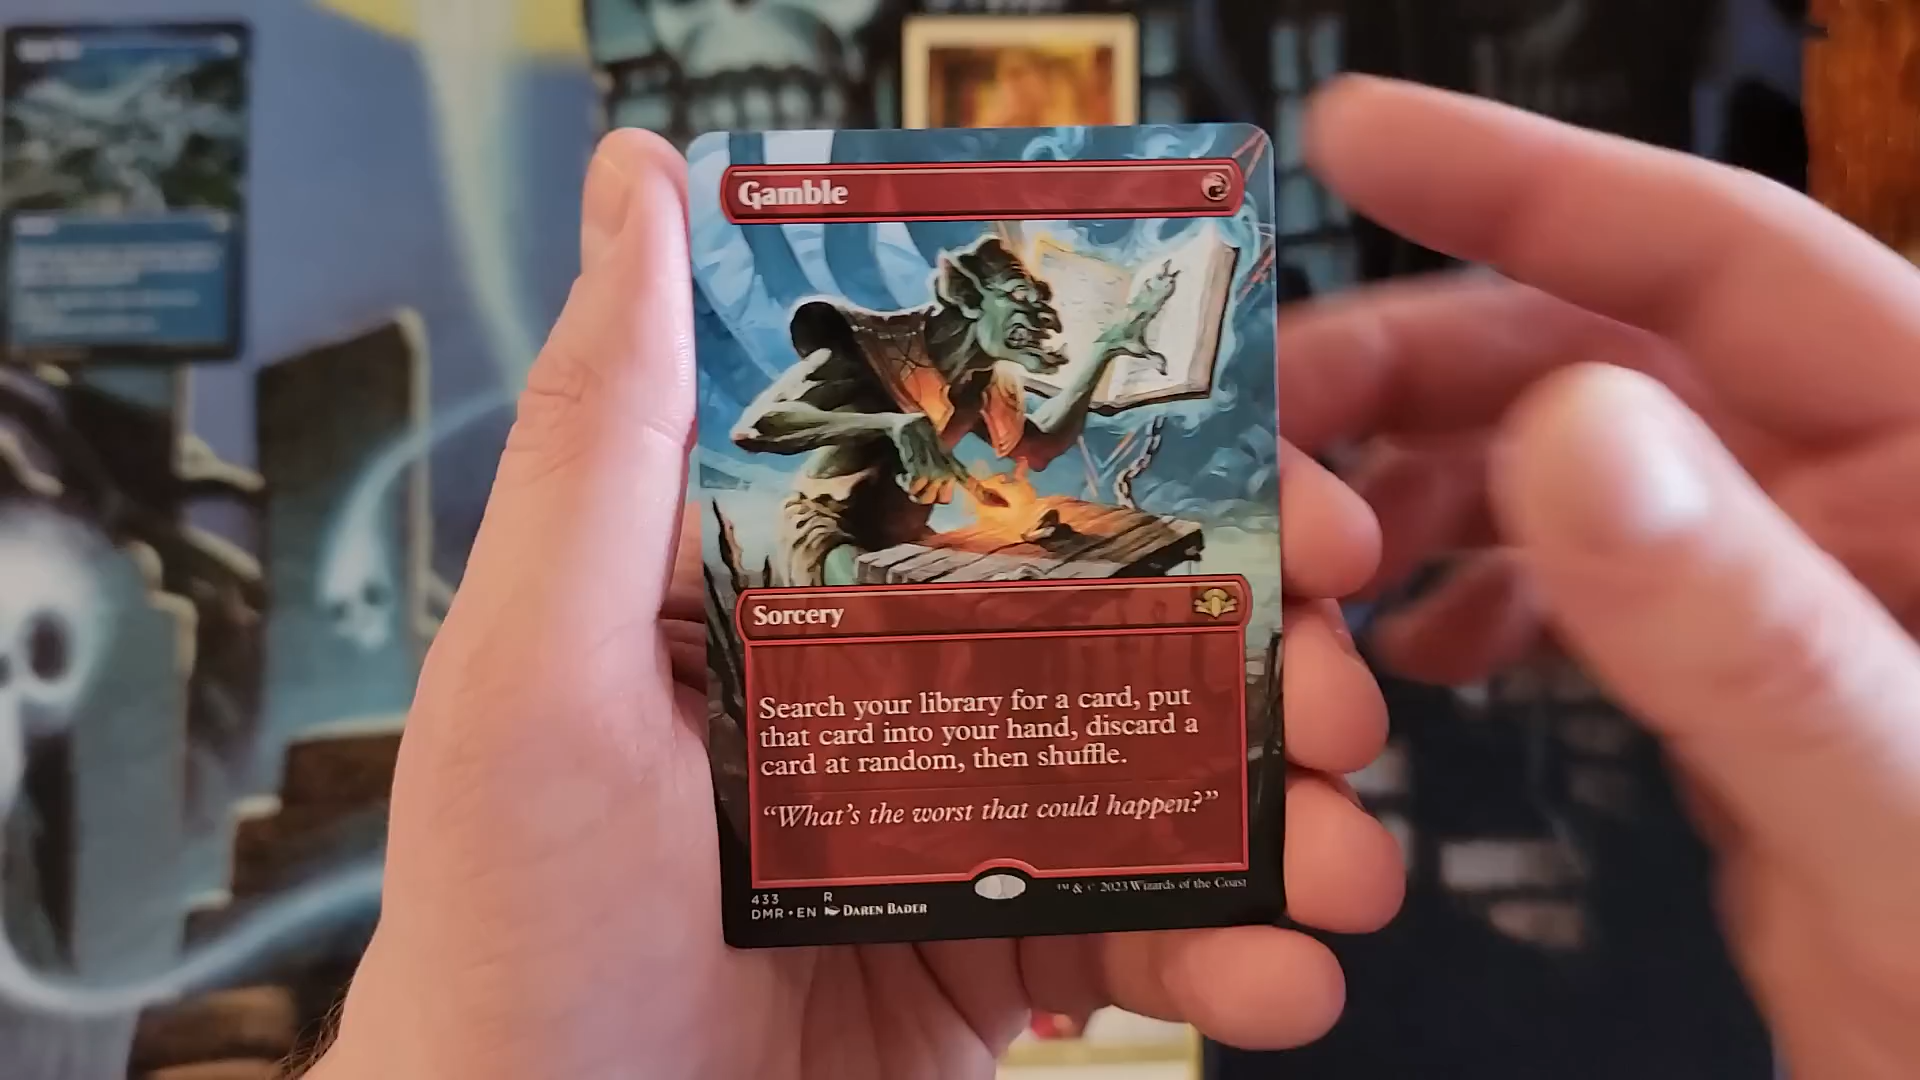 Gamble
Sorcery
Search your library for a card, put
that card into your hand, discard a
card at random, then shuffle.
“What's the worst that could happen?”
433 R
DMR • EN DAREN BADER
™ & © 2023 Wizards of the Coast